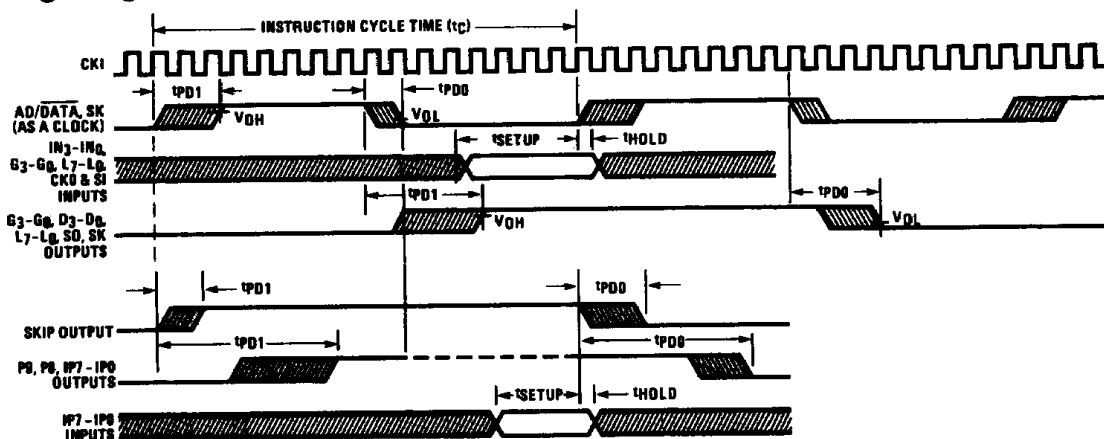 INSTRUCTION CYCLE TIME (tC)
CKI
tPD1
tPD0
AD/DATA, SK
(AS A CLOCK)
VOH
VOL
IN3-IN0,
G3-G0, L7-L0,
CKO & SI
INPUTS
tSETUP
tHOLD
tPD1
tPD0
G3-G0, D3-D0,
L7-L0, SO, SK
OUTPUTS
VOH
VOL
tPD1
tPD0
SKIP OUTPUT
tPD1
tPD0
P9, P8, IP7-IP0
OUTPUTS
tSETUP
tHOLD
IP7-IP0
INPUTS